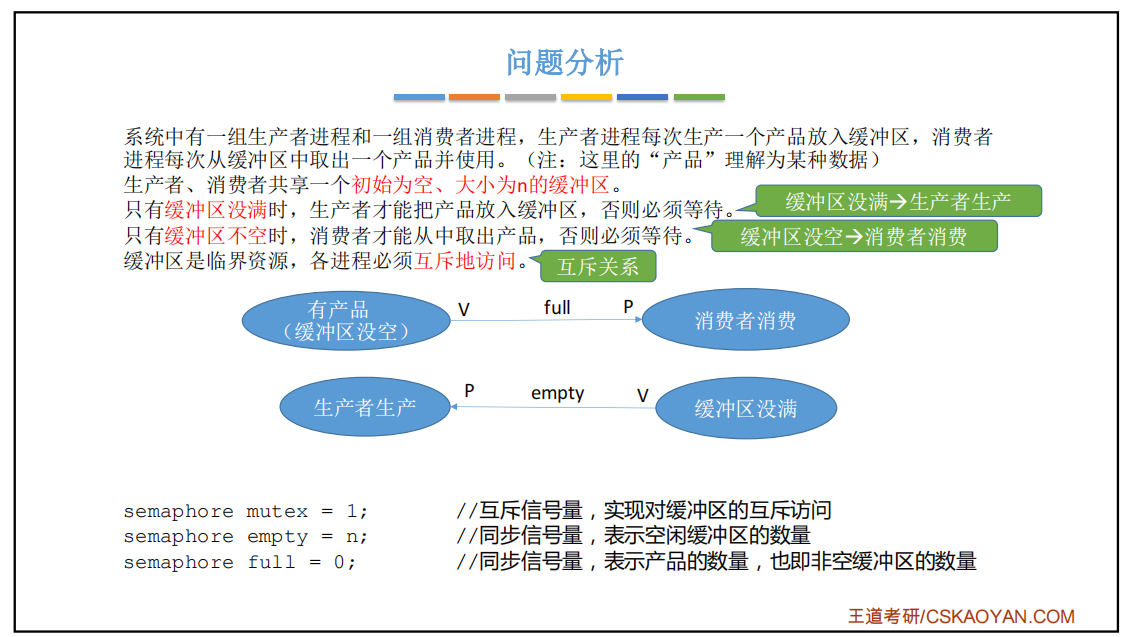 问题分析
系统中有一组生产者进程和一组消费者进程，生产者进程每次生产一个产品放入缓冲区，消费者
进程每次从缓冲区中取出一个产品并使用。（注：这里的“产品”理解为某种数据）
生产者、消费者共享一个初始为空、大小为n的缓冲区。
只有缓冲区没满时，生产者才能把产品放入缓冲区，否则必须等待。
缓冲区没满→生产者生产
只有缓冲区不空时，消费者才能从中取出产品，否则必须等待。
缓冲区没空→消费者消费
缓冲区是临界资源，各进程必须互斥地访问。
互斥关系
有产品
（缓冲区没空）
V full P
消费者消费
生产者生产
P empty V
缓冲区没满
semaphore mutex = 1; //互斥信号量，实现对缓冲区的互斥访问
semaphore empty = n; //同步信号量，表示空闲缓冲区的数量
semaphore full = 0; //同步信号量，表示产品的数量，也即非空缓冲区的数量
王道考研/CSKAOYAN.COM